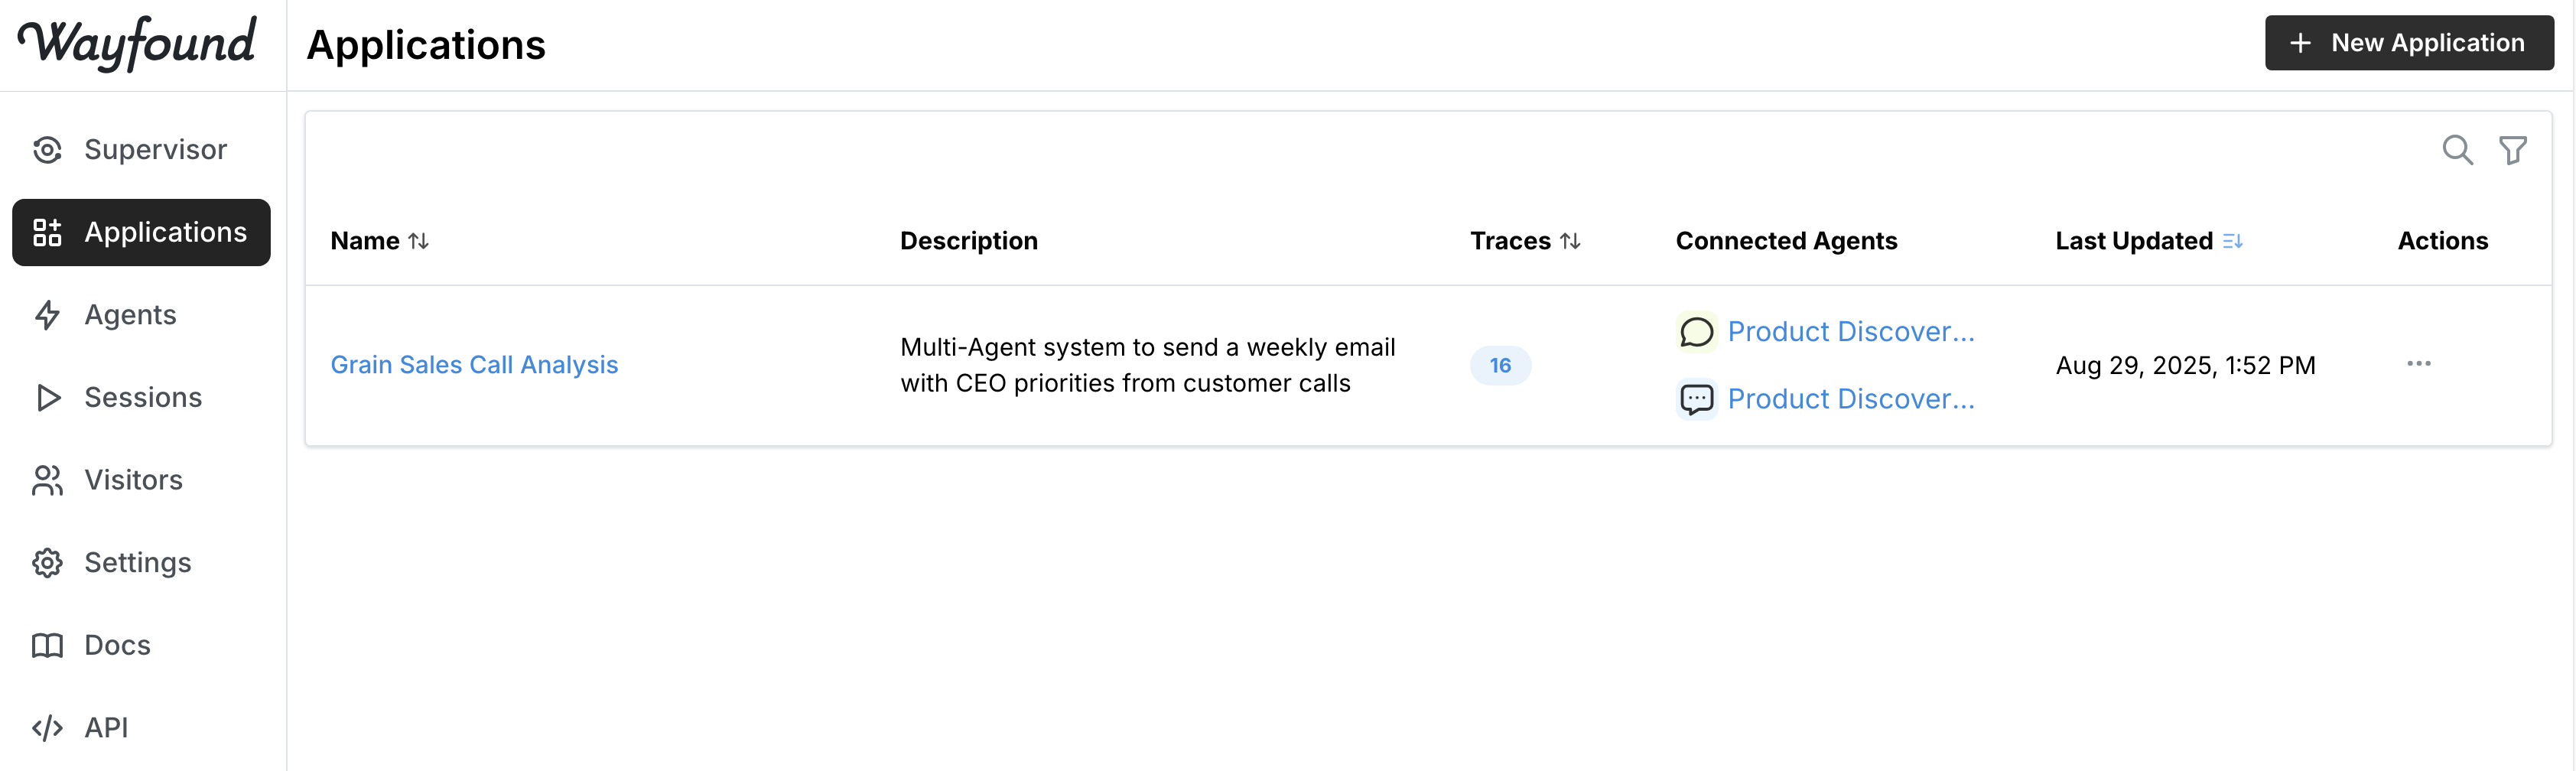 Wayfound
Applications
+ New Application
Supervisor
Applications
Agents
Sessions
Visitors
Settings
Docs
API
Name
Description
Traces
Connected Agents
Last Updated
Actions
Grain Sales Call Analysis
Multi-Agent system to send a weekly email
with CEO priorities from customer calls
16
Product Discover...
Product Discover...
Aug 29, 2025, 1:52 PM